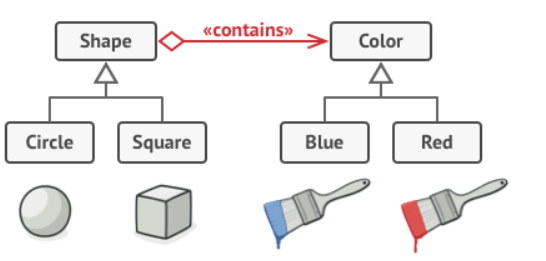 «contains»
Shape
Color
Circle
Square
Blue
Red